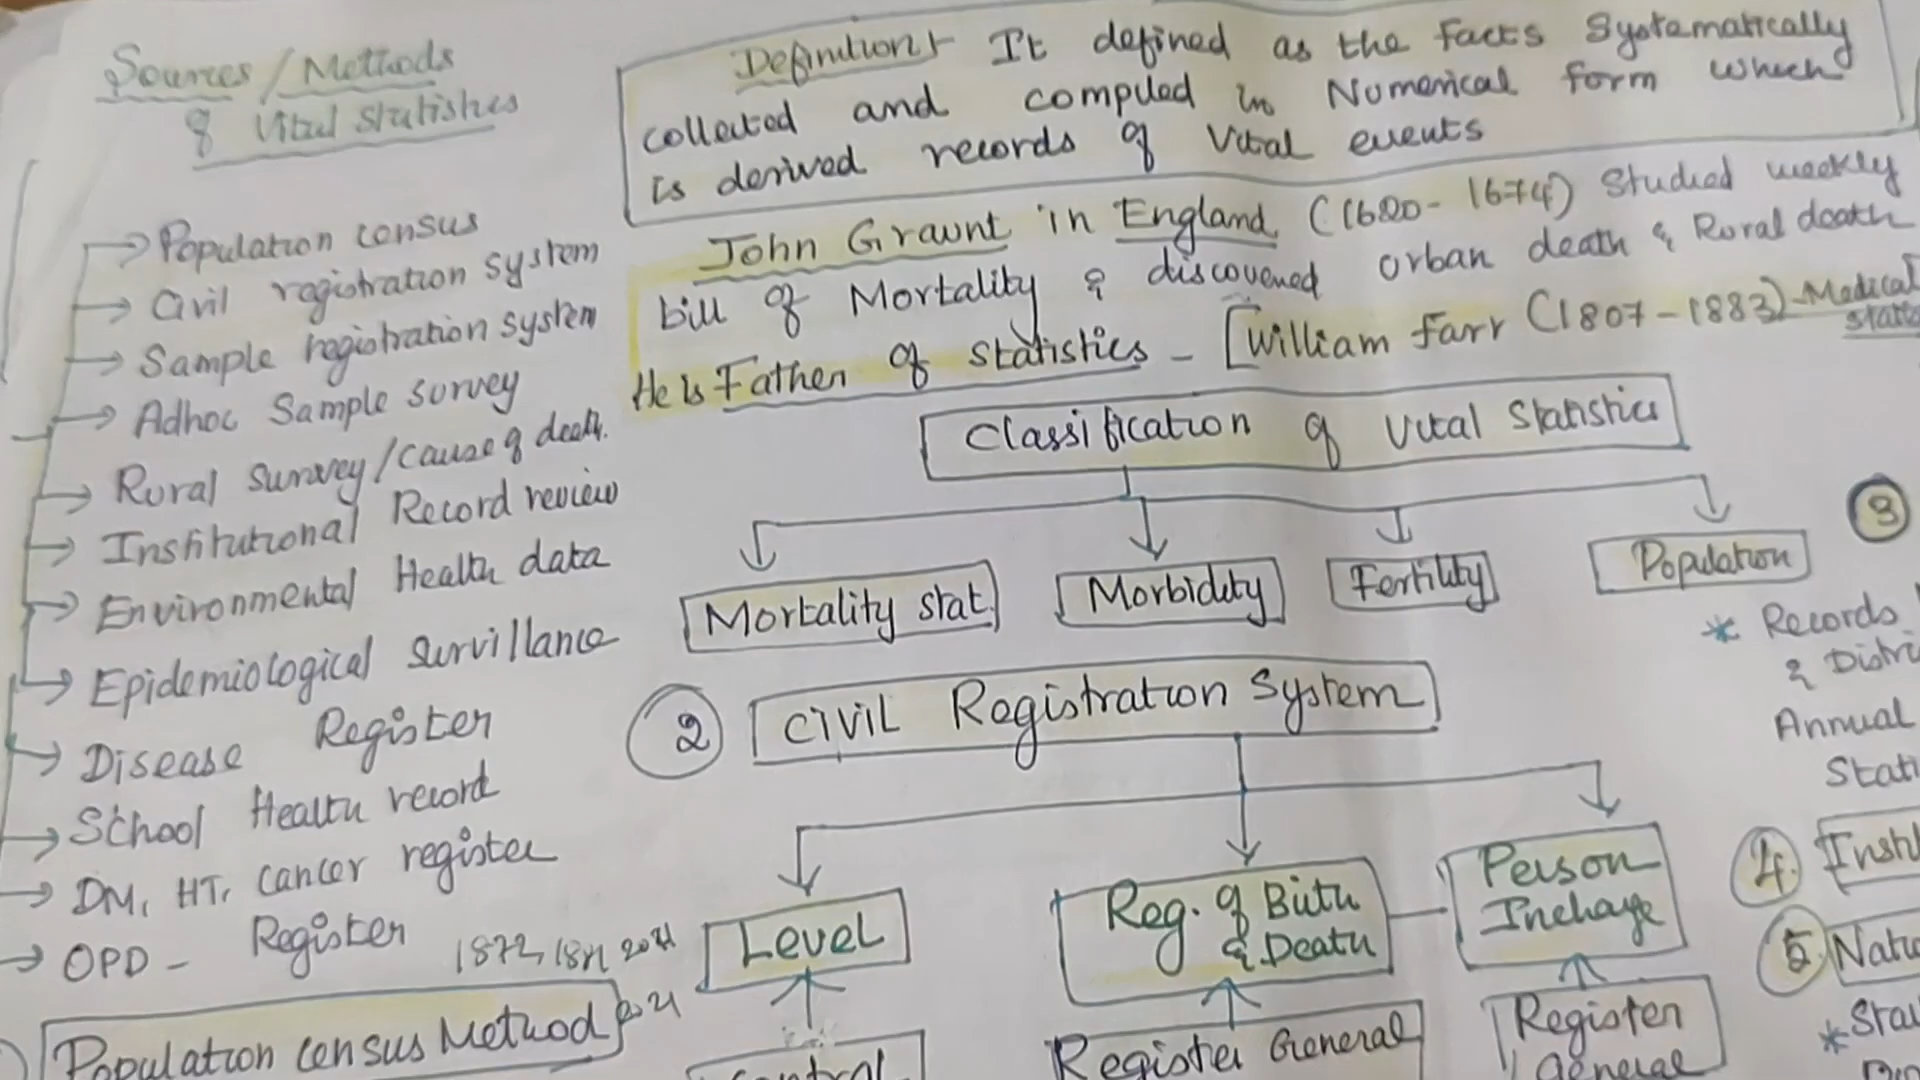 Sources / Methods
of Vital Statistics
→ Population census
→ Civil registration system
→ Sample registration system
→ Adhoc Sample survey
→ Rural Survey / cause of death.
→ Institutional Record review
→ Environmental Health data
→ Epidemiological Survillance
→ Disease Register
→ School Health record
→ DM, HT, cancer register
→ OPD - Register
1872, 1881
Population census Method
Definition:- It defined as the facts Systematically
collected and compiled in Numerical form which
is derived records of Vital events
John Graunt in England (1620 - 1674) Studied weekly
bill of Mortality & discovered urban death & Rural death
He is Father of Statistics - [William Farr (1807 - 1883) - Medical
Classification of Vital Statistics
Mortality stat.
Morbidity
Fertility
Population
② Civil Registration System
Level
Reg. of Birth
& Death
Person
Incharge
Register General
Register
General
③
* Records
& Distri
Annual
Stati
④
⑤ Natu